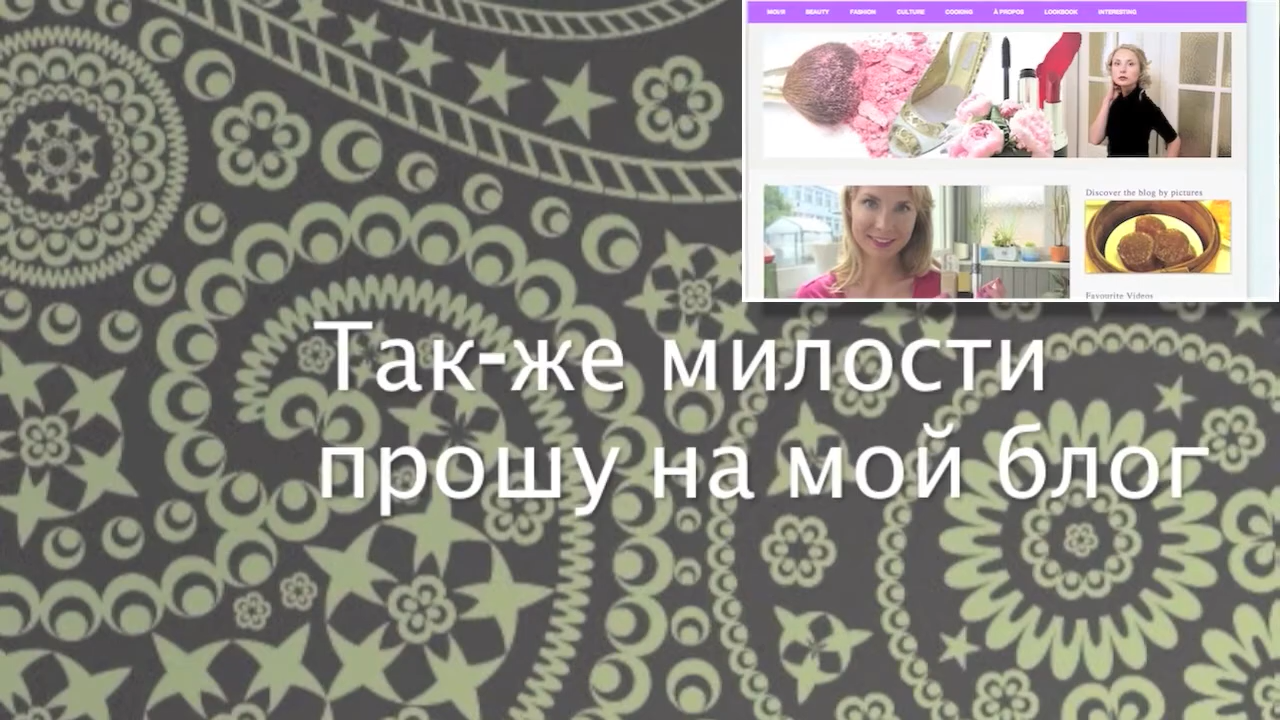 BEAUTY FASHION CULTURE COOKING À PROPOS LOOKBOOK INTERESTING
Discover the blog by pictures
Favourite Videos
Так-же милости
прошу на мой блог